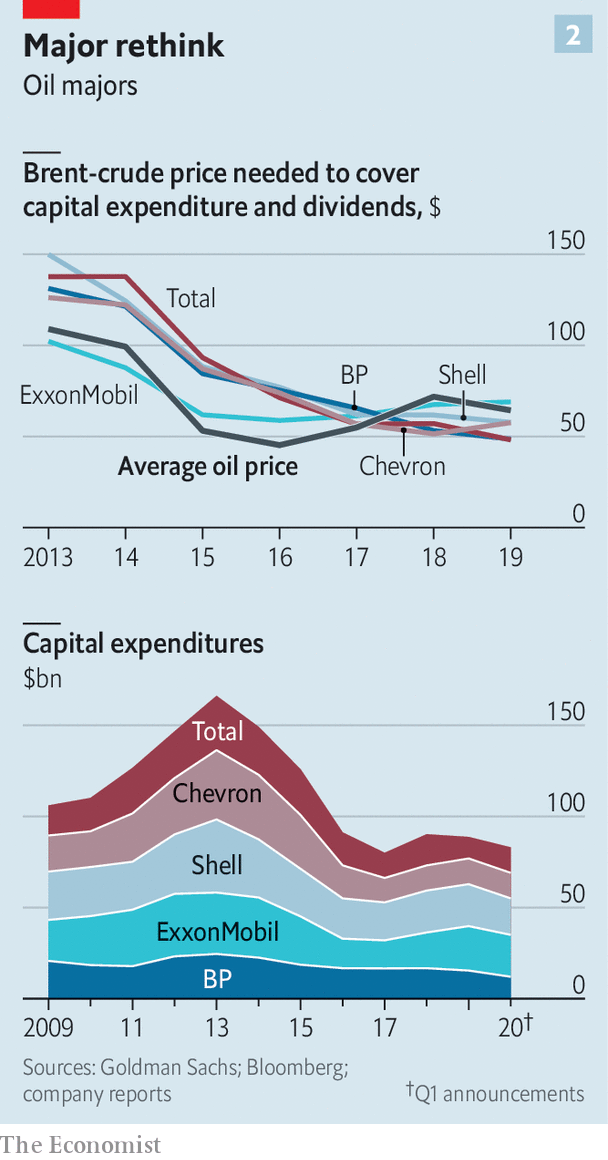 2
Major rethink
Oil majors
Brent-crude price needed to cover
capital expenditure and dividends, $
150
Total
100
BP
Shell
ExxonMobil
50
Average oil price
Chevron
0
2013 14 15 16 17 18 19
Capital expenditures
$bn
150
Total
Chevron
100
Shell
50
ExxonMobil
BP
0
2009 11 13 15 17 20†
Sources: Goldman Sachs; Bloomberg;
company reports
†Q1 announcements
The Economist